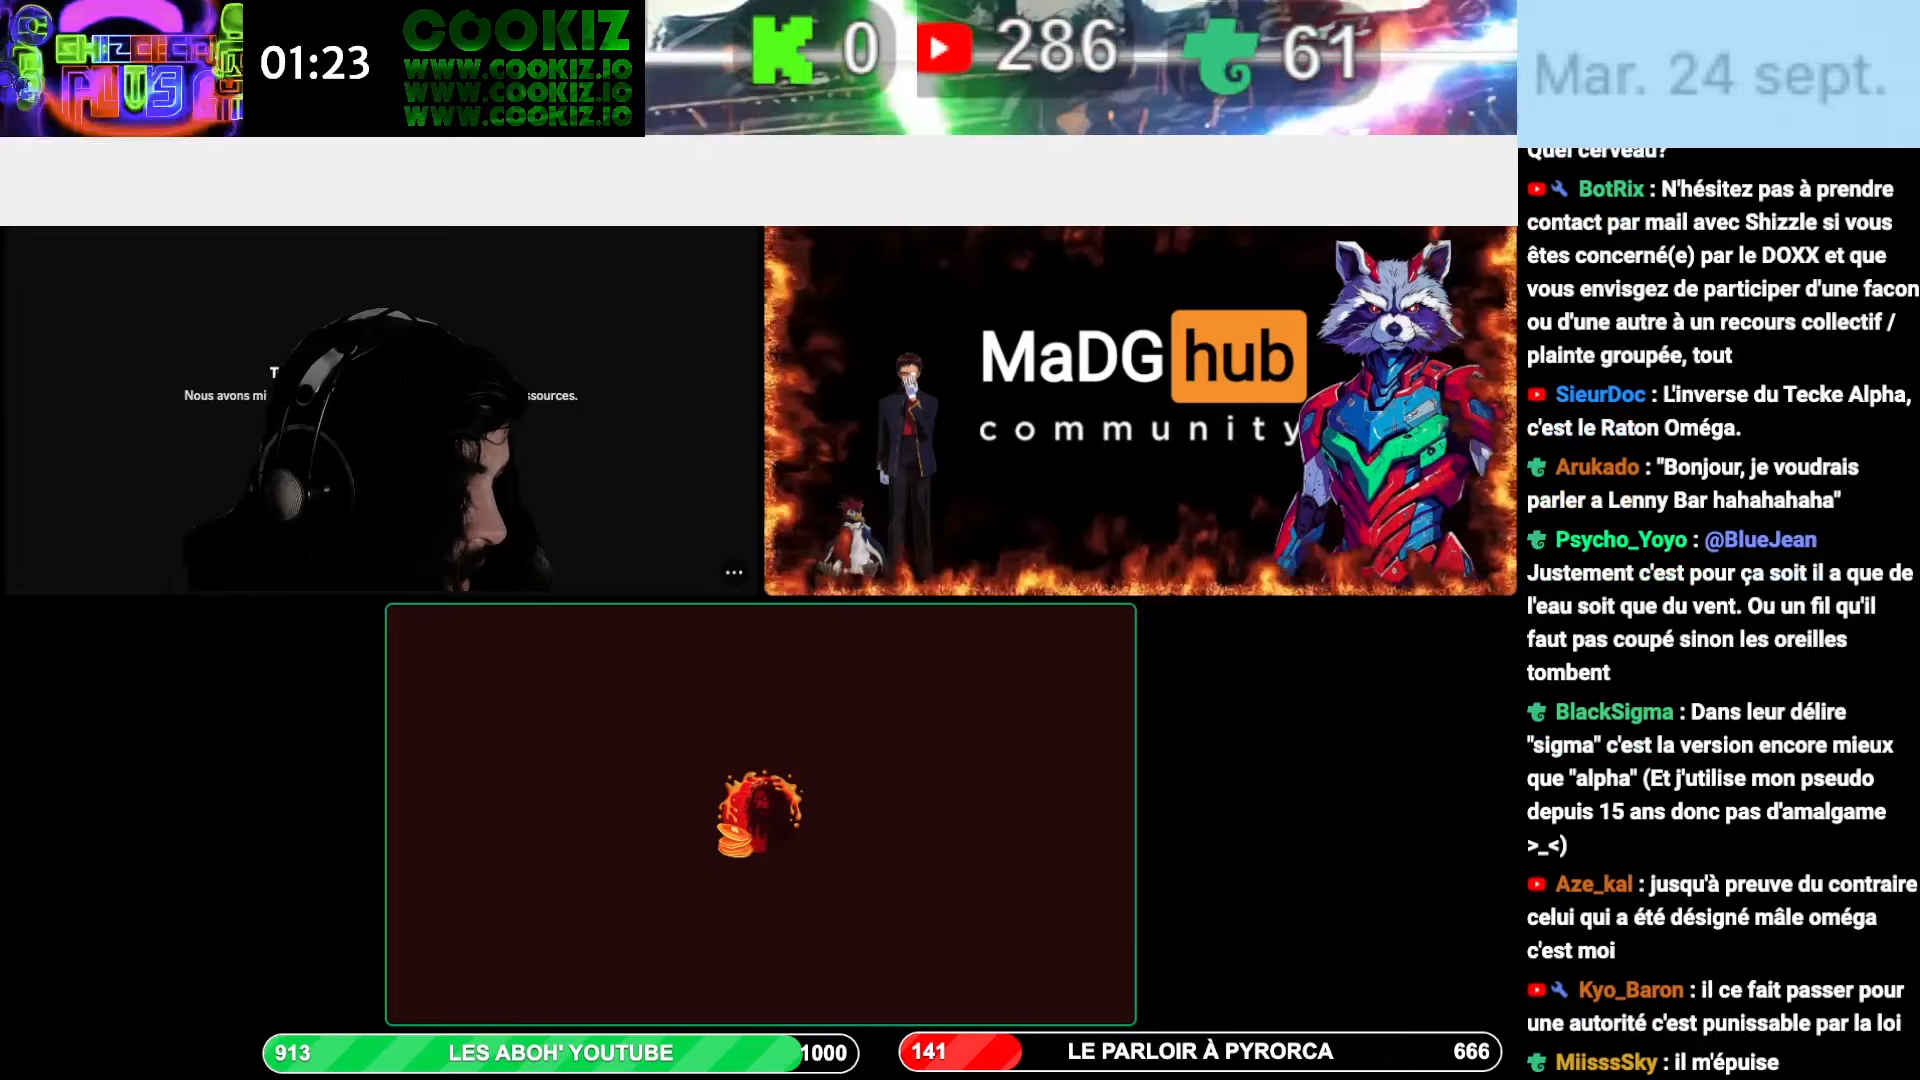 01:23
COOKIZ
WWW.COOKIZ.IO
WWW.COOKIZ.IO
WWW.COOKIZ.IO
0
286
61
Mar. 24 sept.
Nous avons mi
ssources.
MaDG hub
community
Quel cerveau?
BotRix : N'hésitez pas à prendre
contact par mail avec Shizzle si vous
êtes concerné(e) par le DOXX et que
vous envisgez de participer d'une facon
ou d'une autre à un recours collectif /
plainte groupée, tout
SieurDoc : L'inverse du Tecke Alpha,
c'est le Raton Oméga.
Arukado : "Bonjour, je voudrais
parler a Lenny Bar hahahahaha"
Psycho_Yoyo : @BlueJean
Justement c'est pour ça soit il a que de
l'eau soit que du vent. Ou un fil qu'il
faut pas coupé sinon les oreilles
tombent
BlackSigma : Dans leur délire
"sigma" c'est la version encore mieux
que "alpha" (Et j'utilise mon pseudo
depuis 15 ans donc pas d'amalgame
>_<)
Aze_kal : jusqu'à preuve du contraire
celui qui a été désigné mâle oméga
c'est moi
Kyo_Baron : il ce fait passer pour
une autorité c'est punissable par la loi
MiisssSky : il m'épuise
913 LES ABOH' YOUTUBE 1000
141 LE PARLOIR À PYRORCA 666